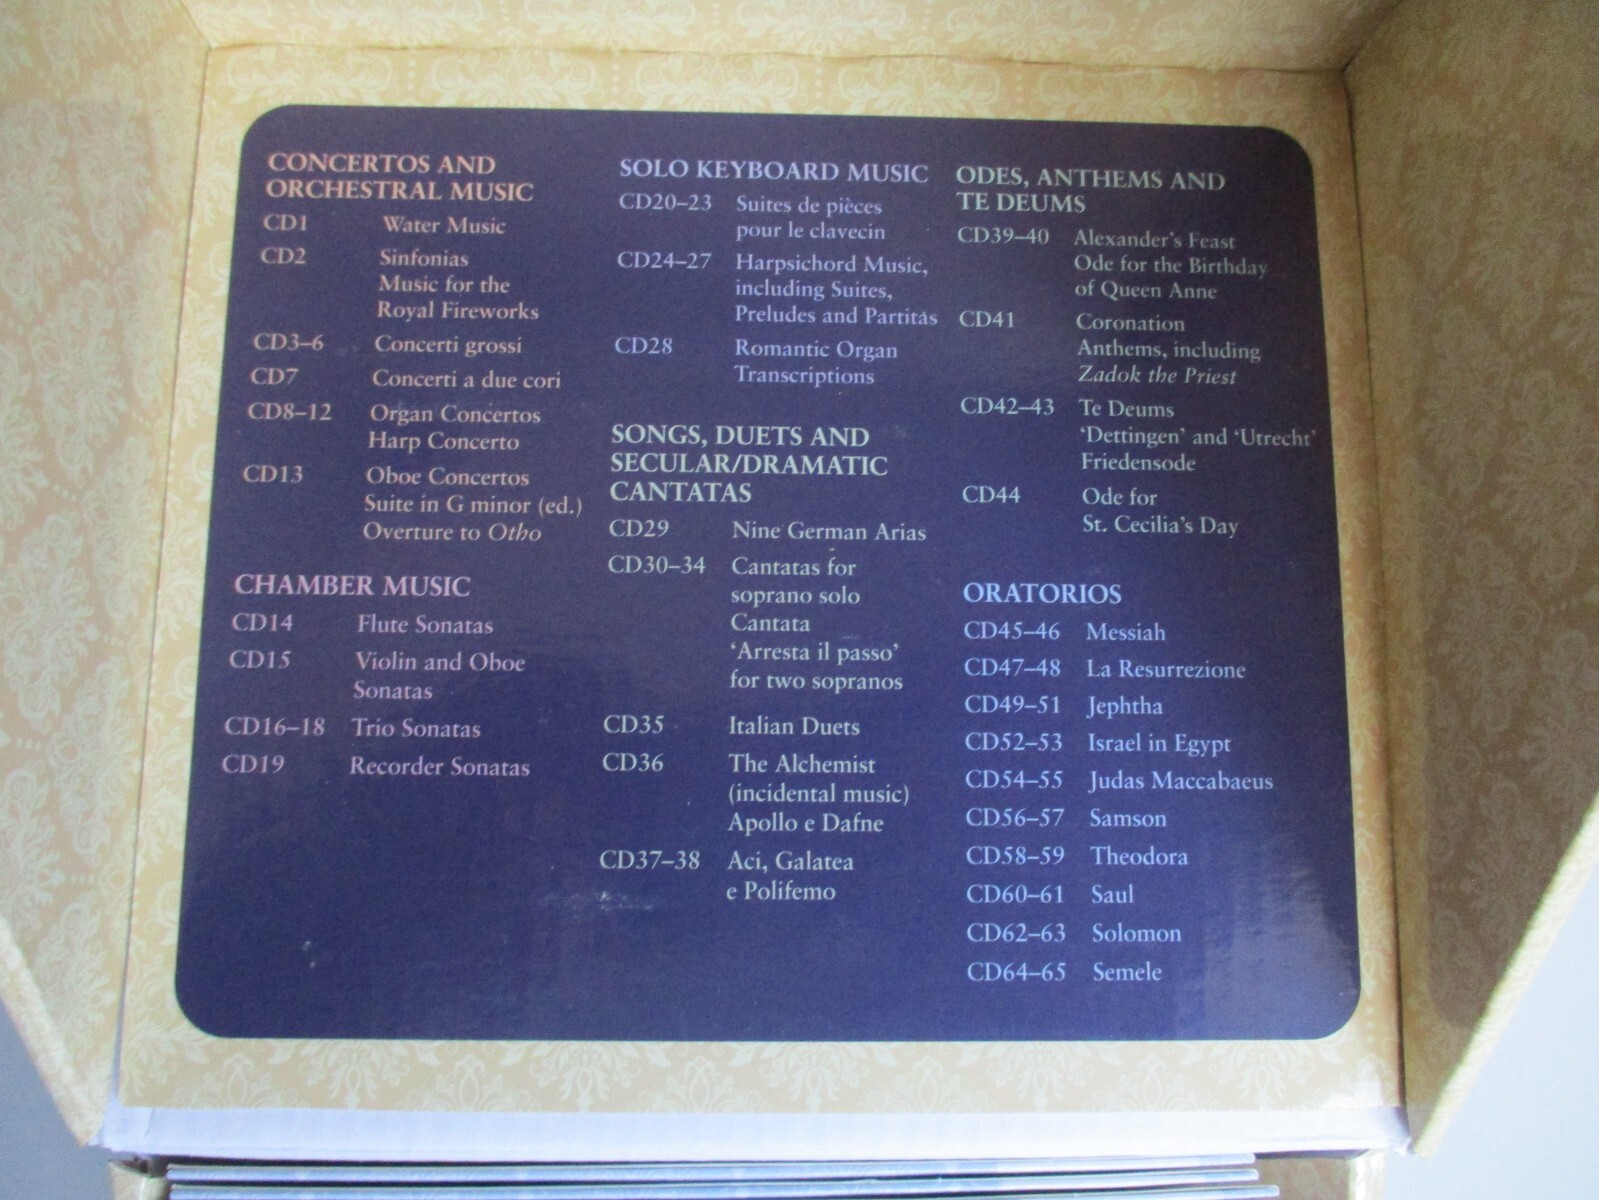 CONCERTOS AND
ORCHESTRAL MUSIC
CD1 Water Music
CD2 Sinfonias
Music for the
Royal Fireworks
CD3–6 Concerti grossi
CD7 Concerti a due cori
CD8–12 Organ Concertos
Harp Concerto
CD13 Oboe Concertos
Suite in G minor (ed.)
Overture to Otho
CHAMBER MUSIC
CD14 Flute Sonatas
CD15 Violin and Oboe
Sonatas
CD16–18 Trio Sonatas
CD19 Recorder Sonatas
SOLO KEYBOARD MUSIC
CD20–23 Suites de pièces
pour le clavecin
CD24–27 Harpsichord Music,
including Suites,
Preludes and Partitas
CD28 Romantic Organ
Transcriptions
SONGS, DUETS AND
SECULAR/DRAMATIC
CANTATAS
CD29 Nine German Arias
CD30–34 Cantatas for
soprano solo
Cantata
‘Arresta il passo’
for two sopranos
CD35 Italian Duets
CD36 The Alchemist
(incidental music)
Apollo e Dafne
CD37–38 Aci, Galatea
e Polifemo
ODES, ANTHEMS AND
TE DEUMS
CD39–40 Alexander’s Feast
Ode for the Birthday
of Queen Anne
CD41 Coronation
Anthems, including
Zadok the Priest
CD42–43 Te Deums
‘Dettingen’ and ‘Utrecht’
Friedensode
CD44 Ode for
St. Cecilia’s Day
ORATORIOS
CD45–46 Messiah
CD47–48 La Resurrezione
CD49–51 Jephtha
CD52–53 Israel in Egypt
CD54–55 Judas Maccabaeus
CD56–57 Samson
CD58–59 Theodora
CD60–61 Saul
CD62–63 Solomon
CD64–65 Semele